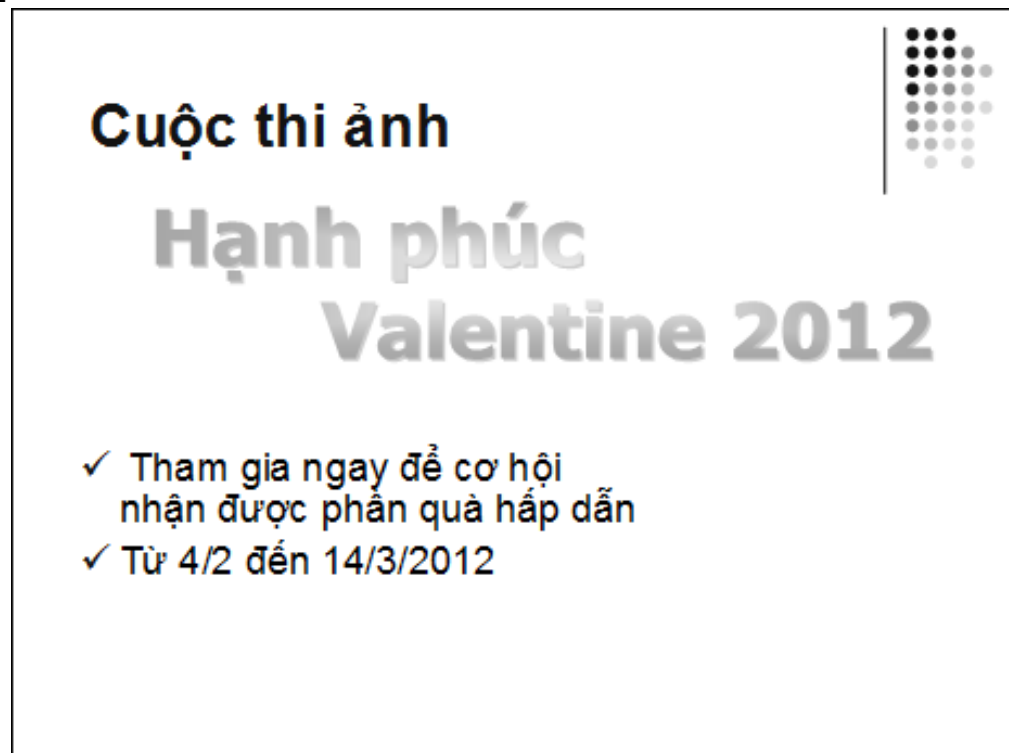 Cuộc thi ảnh
Hạnh phúc
Valentine 2012
✓ Tham gia ngay để cơ hội
nhận được phần quà hấp dẫn
✓ Từ 4/2 đến 14/3/2012